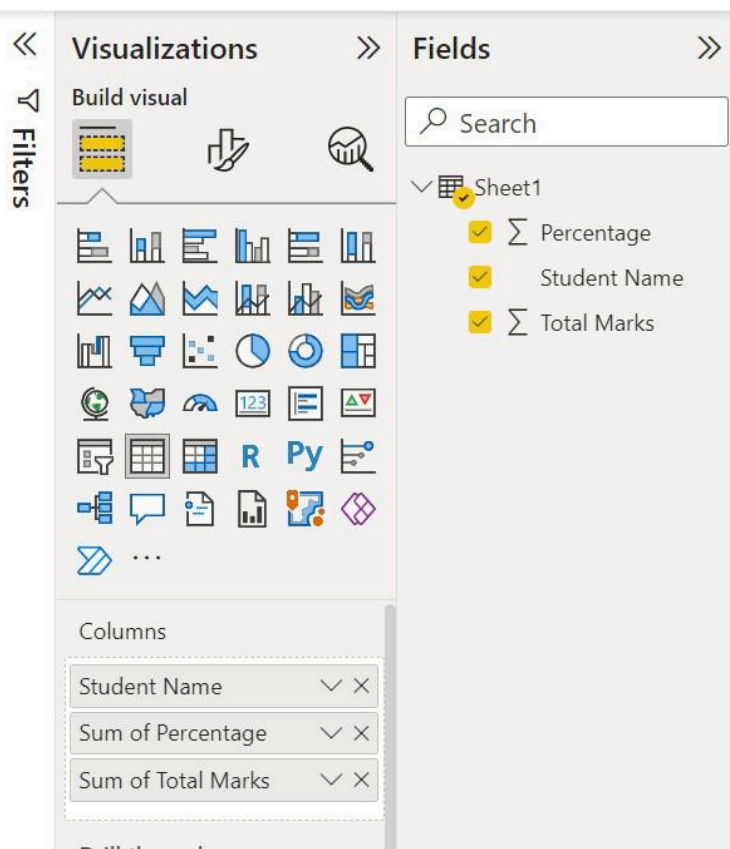 Filters
Visualizations
Build visual
123
R
Py
...
Columns
Student Name
Sum of Percentage
Sum of Total Marks
Fields
Search
Sheet1
Σ Percentage
Student Name
Σ Total Marks